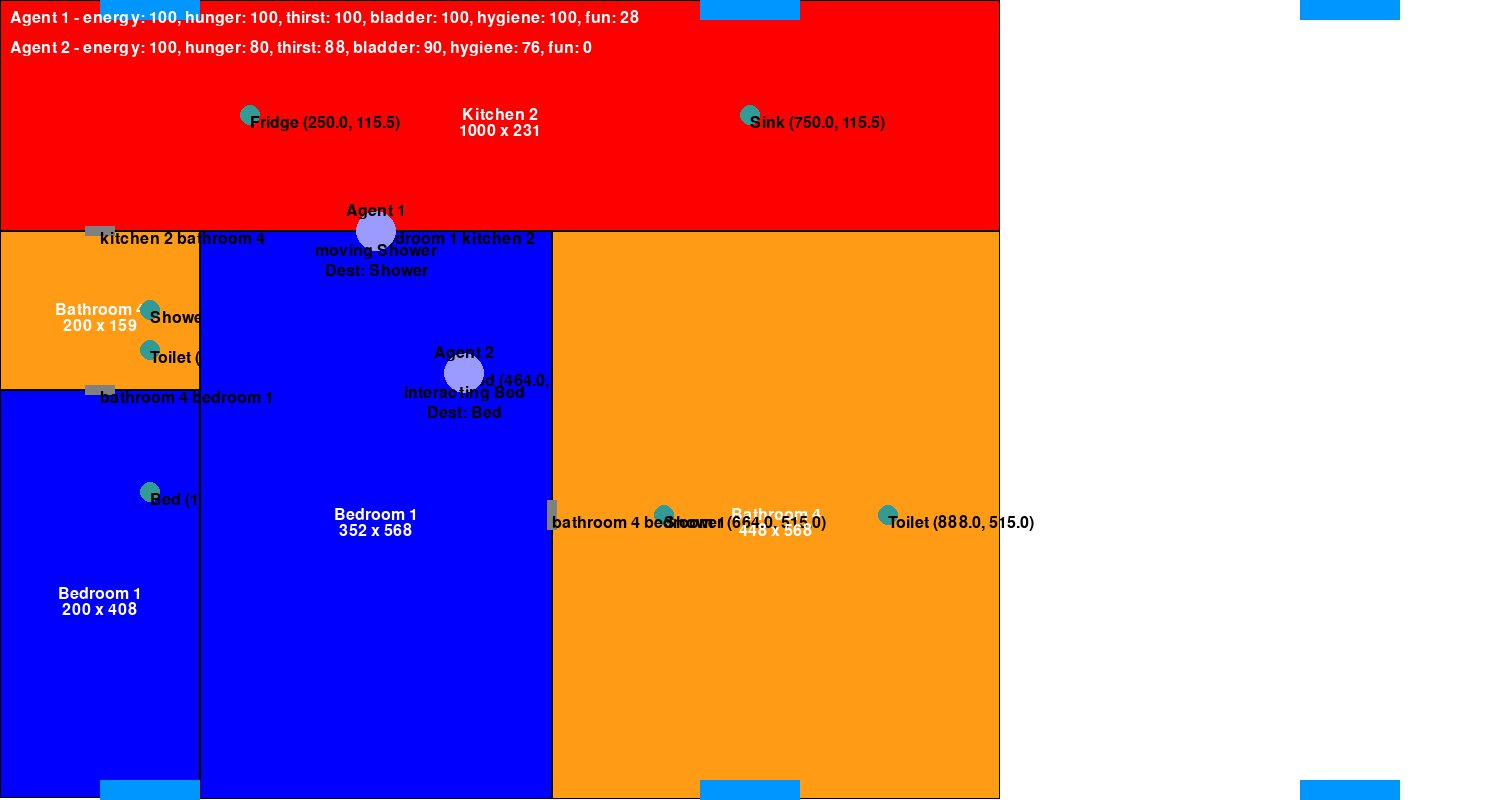 Agent 1 - energy: 100, hunger: 100, thirst: 100, bladder: 100, hygiene: 100, fun: 28
Agent 2 - energy: 100, hunger: 80, thirst: 88, bladder: 90, hygiene: 76, fun: 0
Fridge (250.0, 115.5)
Kitchen 2
1000 x 231
Sink (750.0, 115.5)
Agent 1
kitchen 2 bathroom 4
droom 1 kitchen 2
moving Shower
Dest: Shower
Bathroom 4
200 x 159
Showe
Toilet (
Agent 2
d (464.0,
interacting Bed
Dest: Bed
bathroom 4 bedroom 1
Bed (1
Bedroom 1
352 x 568
bathroom 4 bedroom 1
Shower (664.0, 515.0)
Bathroom 4
448 x 568
Toilet (888.0, 515.0)
Bedroom 1
200 x 408